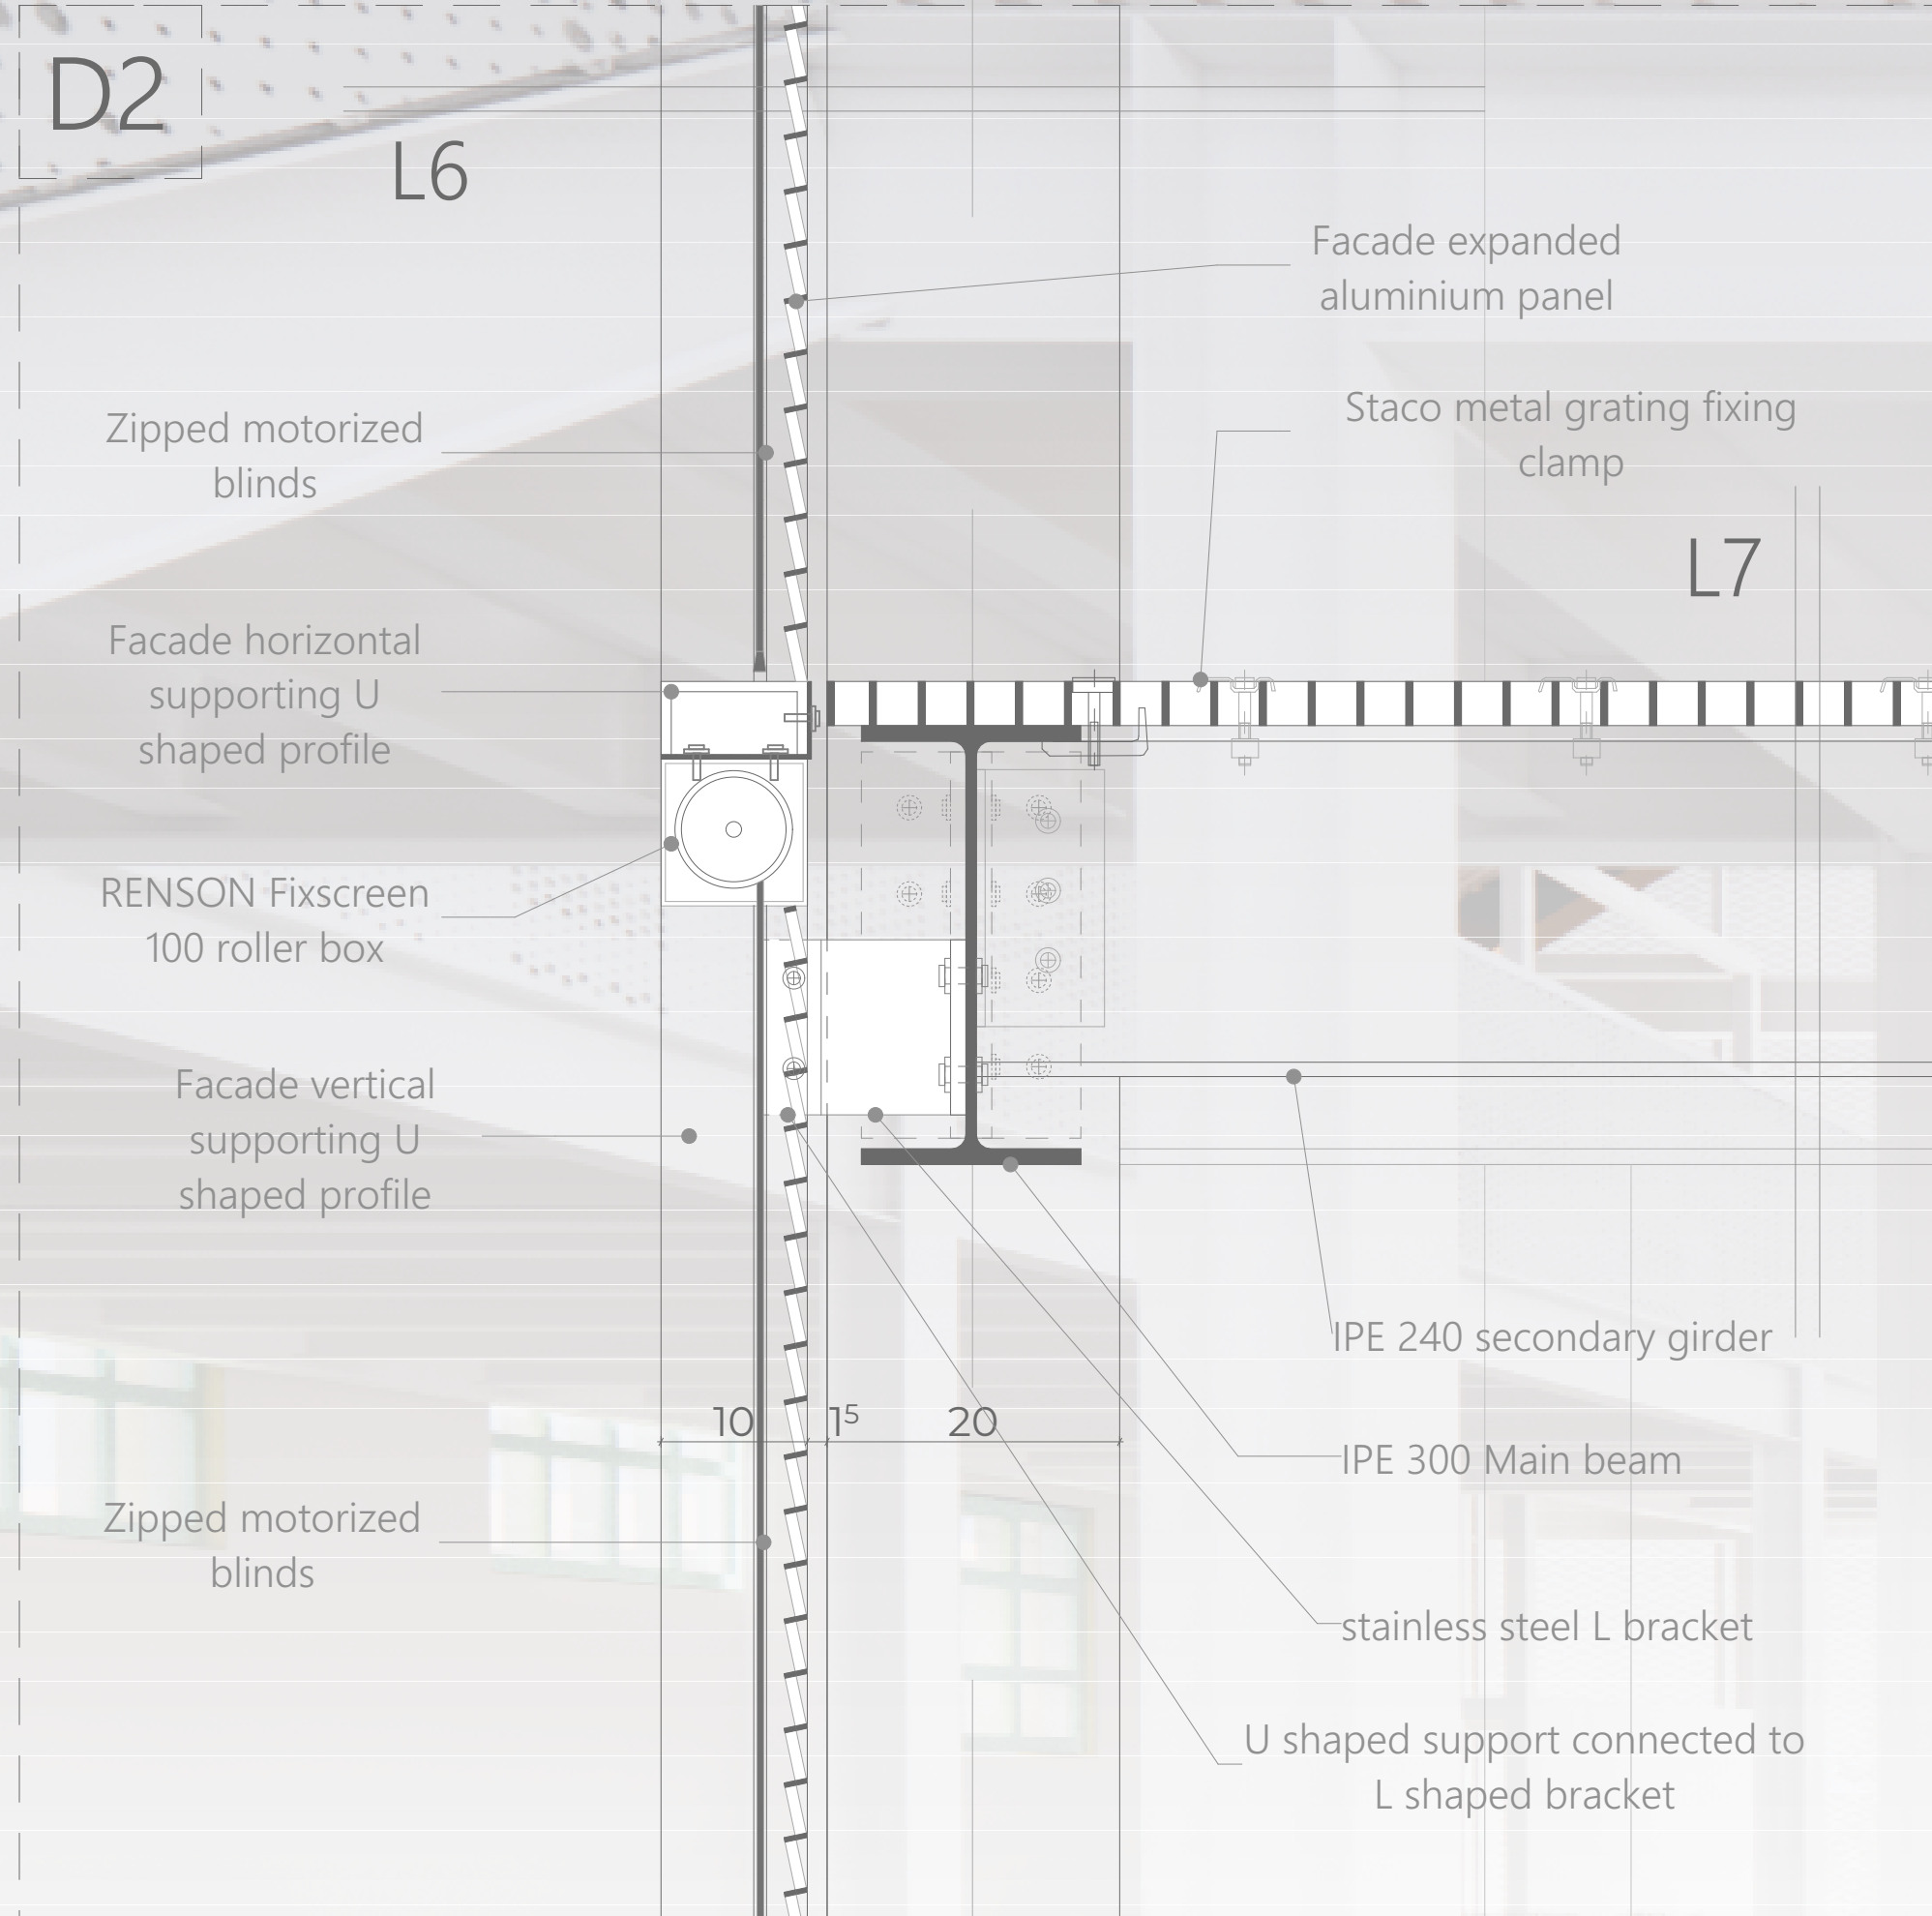 D2
L6
Facade expanded
aluminium panel
Staco metal grating fixing
clamp
Zipped motorized
blinds
L7
Facade horizontal
supporting U
shaped profile
RENSON Fixscreen
100 roller box
Facade vertical
supporting U
shaped profile
IPE 240 secondary girder
10
1⁵
20
IPE 300 Main beam
Zipped motorized
blinds
stainless steel L bracket
U shaped support connected to
L shaped bracket